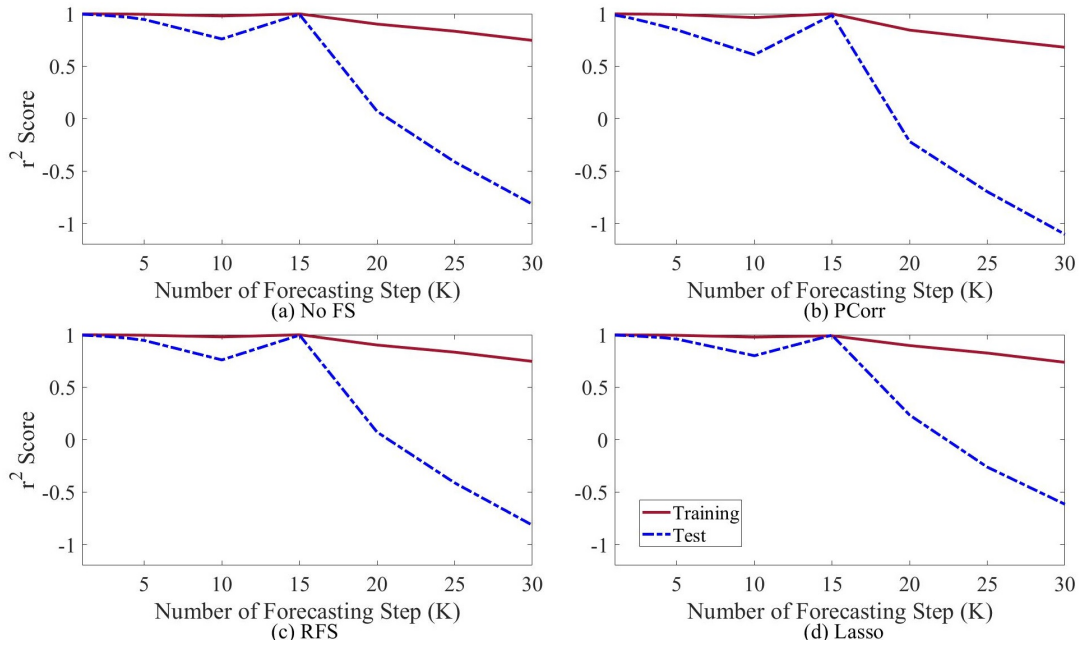 1
0.5
0
-0.5
-1
r² Score
5 10 15 20 25 30
Number of Forecasting Step (K)
(a) No FS
1
0.5
0
-0.5
-1
5 10 15 20 25 30
Number of Forecasting Step (K)
(b) PCorr
1
0.5
0
-0.5
-1
r² Score
5 10 15 20 25 30
Number of Forecasting Step (K)
(c) RFS
1
0.5
0
-0.5
-1
Training
Test
5 10 15 20 25 30
Number of Forecasting Step (K)
(d) Lasso